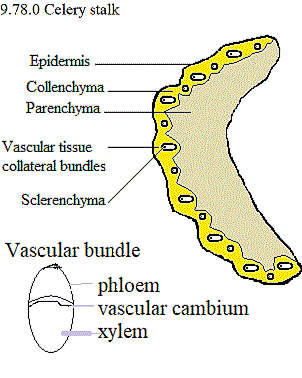 9.78.0 Celery stalk
Epidermis
Collenchyma
Parenchyma
Vascular tissue
collateral bundles
Sclerenchyma
Vascular bundle
phloem
vascular cambium
xylem